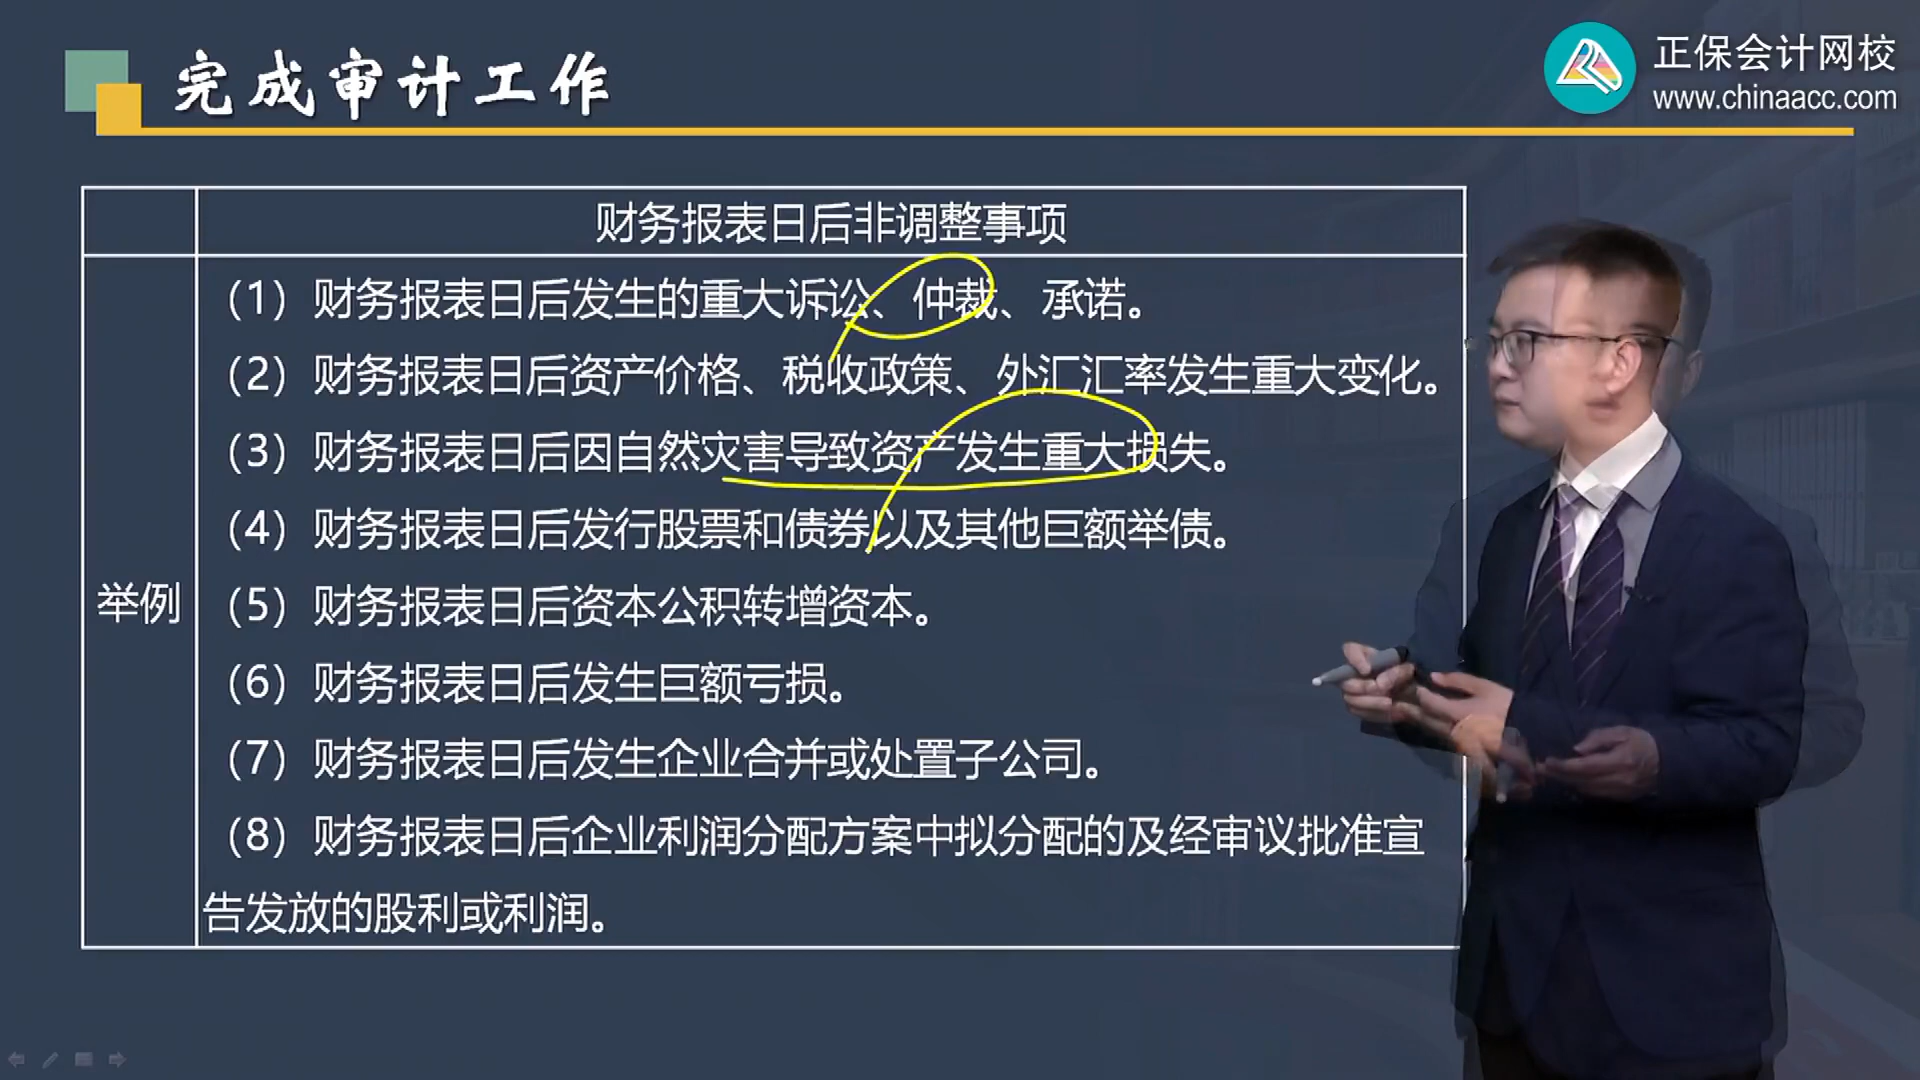 完成审计工作
正保会计网校
www.chinaacc.com
财务报表日后非调整事项
举例
（1）财务报表日后发生的重大诉讼、仲裁、承诺。
（2）财务报表日后资产价格、税收政策、外汇汇率发生重大变化。
（3）财务报表日后因自然灾害导致资产发生重大损失。
（4）财务报表日后发行股票和债券以及其他巨额举债。
（5）财务报表日后资本公积转增资本。
（6）财务报表日后发生巨额亏损。
（7）财务报表日后发生企业合并或处置子公司。
（8）财务报表日后企业利润分配方案中拟分配的及经审议批准宣
告发放的股利或利润。